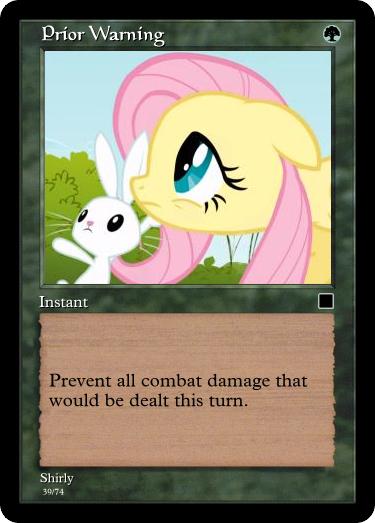 Prior Warning
Instant
Prevent all combat damage that
would be dealt this turn.
Shirly
39/74